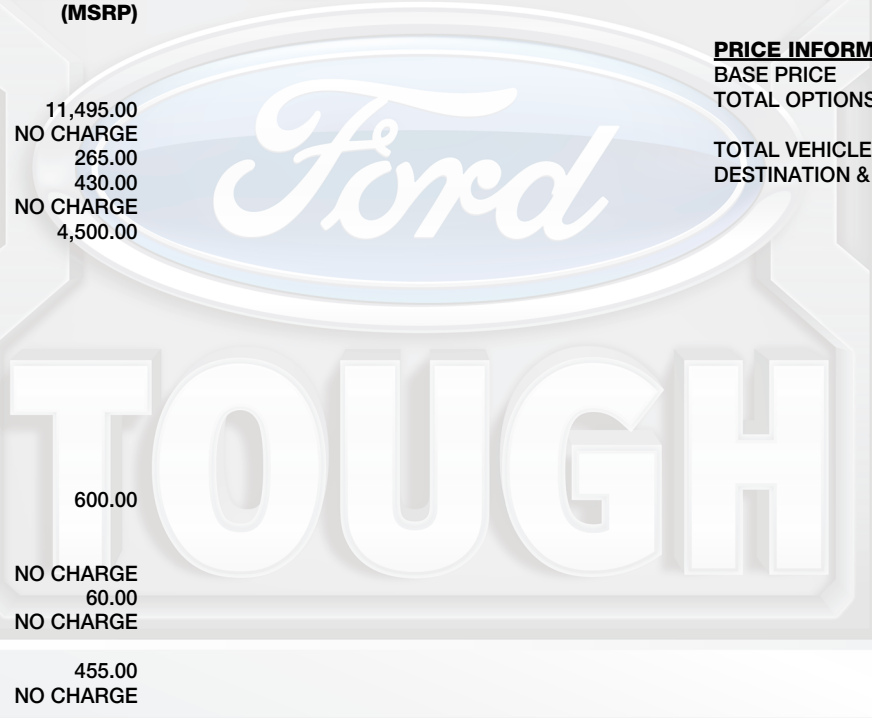 (MSRP)
11,495.00
NO CHARGE
265.00
430.00
NO CHARGE
4,500.00
600.00
NO CHARGE
60.00
NO CHARGE
455.00
NO CHARGE
PRICE INFORM
BASE PRICE
TOTAL OPTIONS
TOTAL VEHICLE
DESTINATION &
Ford
TOUGH